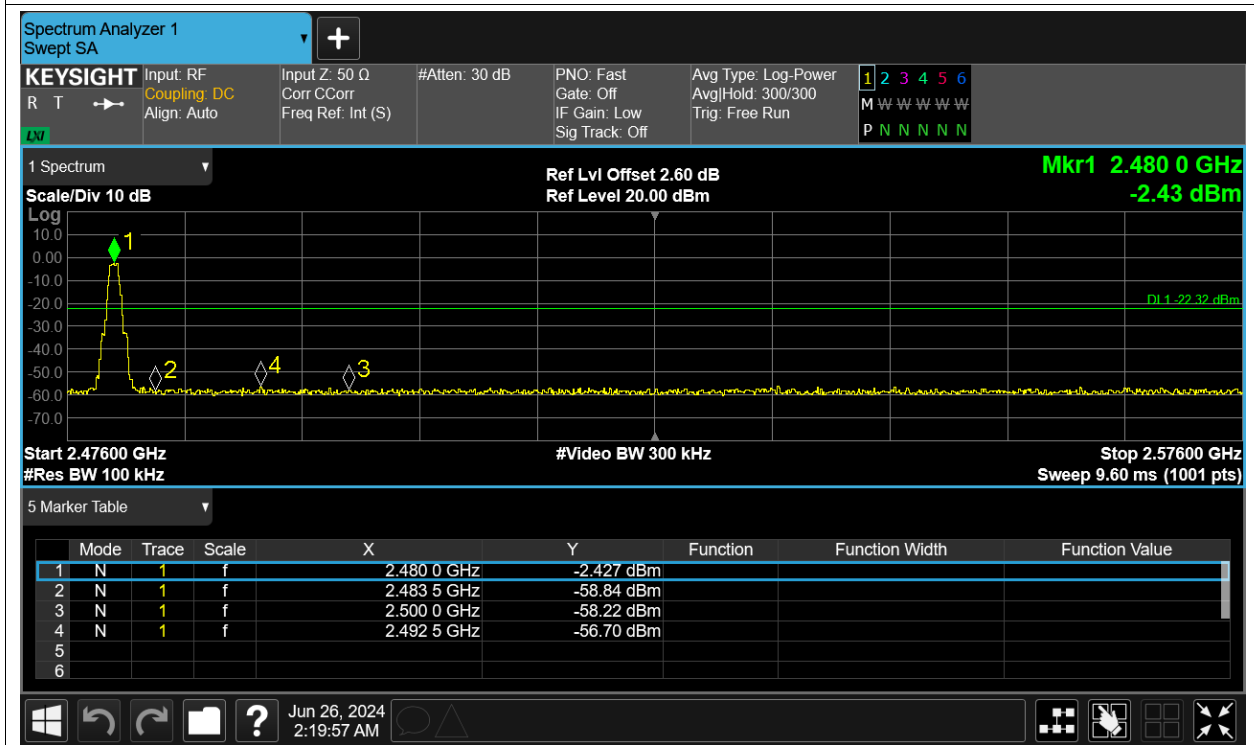 Spectrum Analyzer 1
Swept SA
KEYSIGHT
R T
LXI
Input: RF
Coupling: DC
Align: Auto
Input Z: 50 Ω
Corr CCorr
Freq Ref: Int (S)
#Atten: 30 dB
PNO: Fast
Gate: Off
IF Gain: Low
Sig Track: Off
Avg Type: Log-Power
Avg|Hold: 300/300
Trig: Free Run
1 2 3 4 5 6
M W W W W W
P N N N N N
1 Spectrum
Scale/Div 10 dB
Ref Lvl Offset 2.60 dB
Ref Level 20.00 dBm
Mkr1 2.480 0 GHz
-2.43 dBm
Log
10.0
0.00
-10.0
-20.0
-30.0
-40.0
-50.0
-60.0
-70.0
1
2
4
3
DL1 -22.32 dBm
Start 2.47600 GHz
#Res BW 100 kHz
#Video BW 300 kHz
Stop 2.57600 GHz
Sweep 9.60 ms (1001 pts)
5 Marker Table
Mode Trace Scale X Y Function Function Width Function Value
1 N 1 f 2.480 0 GHz -2.427 dBm
2 N 1 f 2.483 5 GHz -58.84 dBm
3 N 1 f 2.500 0 GHz -58.22 dBm
4 N 1 f 2.492 5 GHz -56.70 dBm
5
6
?
Jun 26, 2024
2:19:57 AM